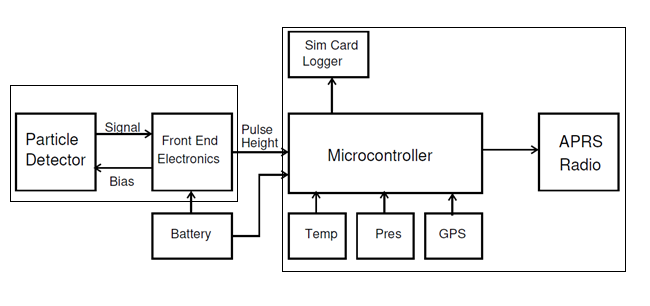 Sim Card
Logger
Particle
Detector
Signal
Bias
Front End
Electronics
Pulse
Height
Microcontroller
APRS
Radio
Battery
Temp
Pres
GPS